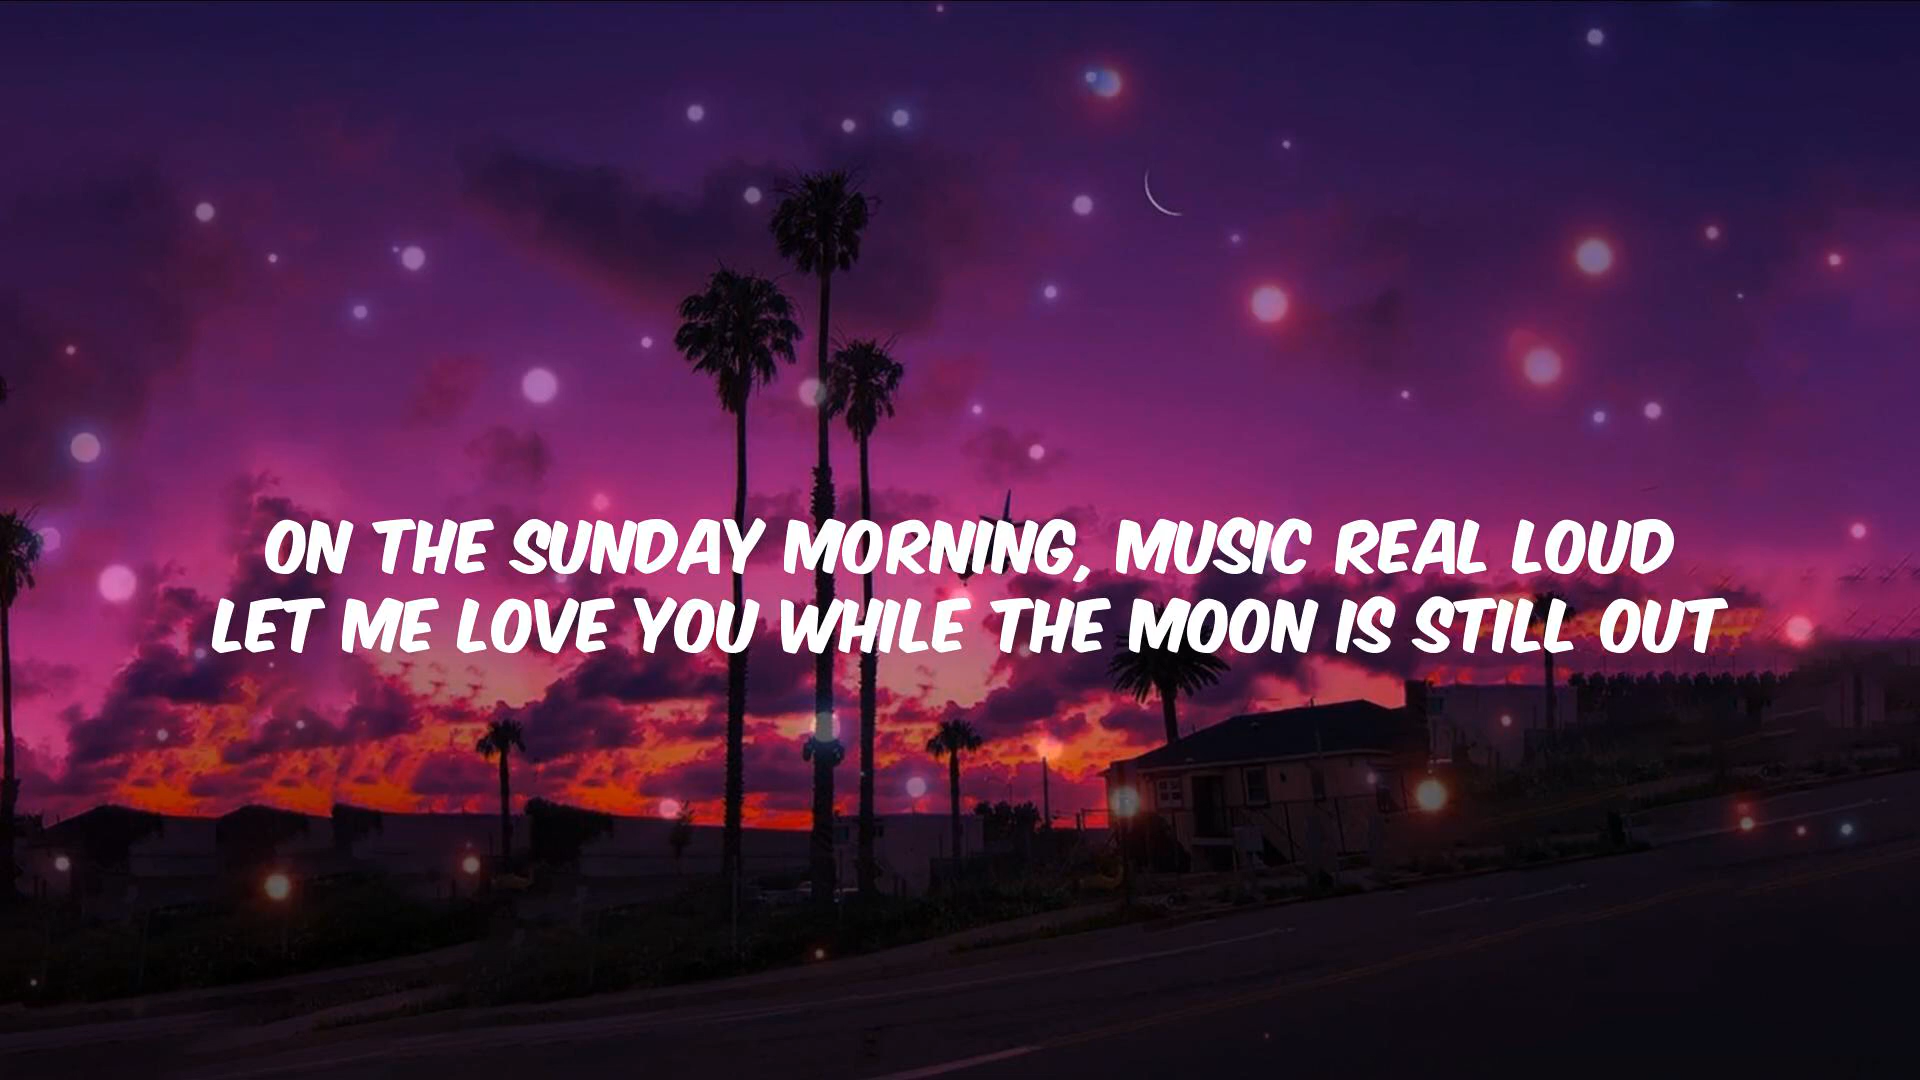 ON THE SUNDAY MORNING, MUSIC REAL LOUD
LET ME LOVE YOU WHILE THE MOON IS STILL OUT